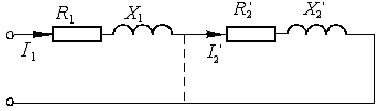 R₁ X₁ R₂' X₂'
I₁ I₂'